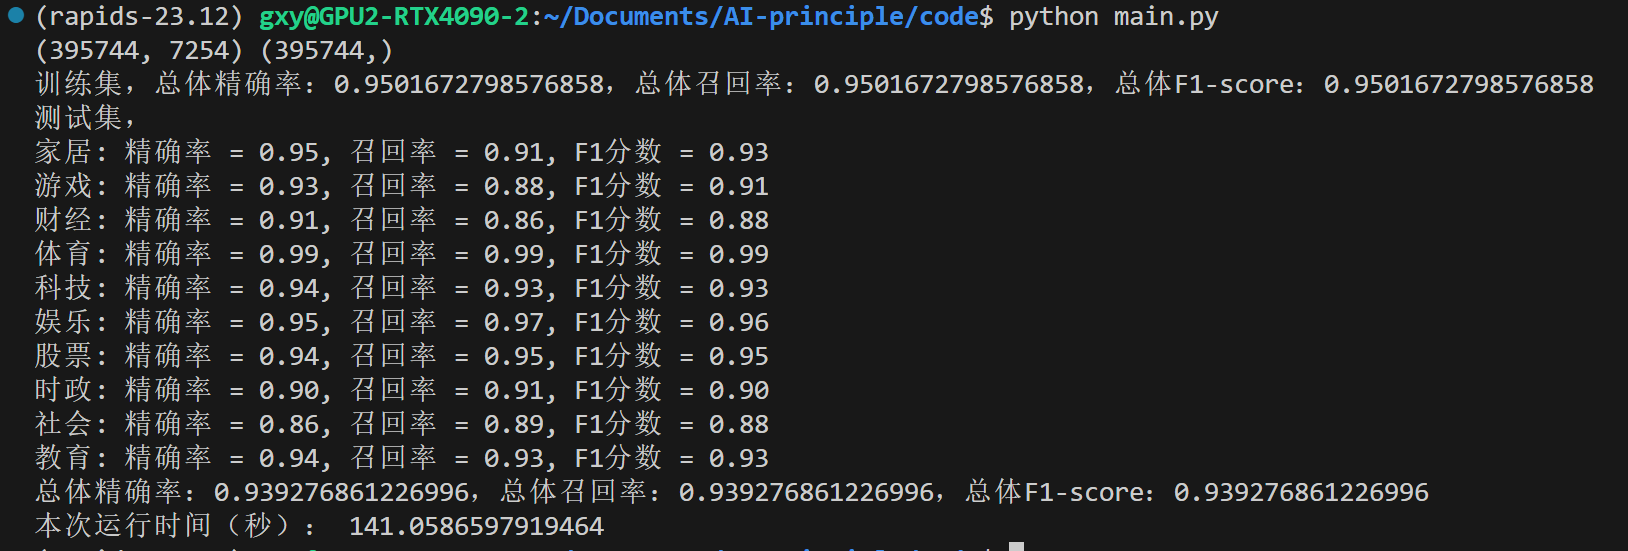 (rapids-23.12) gxy@GPU2-RTX4090-2:~/Documents/AI-principle/code$ python main.py
(395744, 7254) (395744,)
训练集，总体精确率：0.9501672798576858，总体召回率：0.9501672798576858，总体F1-score：0.9501672798576858
测试集，
家居: 精确率 = 0.95, 召回率 = 0.91, F1分数 = 0.93
游戏: 精确率 = 0.93, 召回率 = 0.88, F1分数 = 0.91
财经: 精确率 = 0.91, 召回率 = 0.86, F1分数 = 0.88
体育: 精确率 = 0.99, 召回率 = 0.99, F1分数 = 0.99
科技: 精确率 = 0.94, 召回率 = 0.93, F1分数 = 0.93
娱乐: 精确率 = 0.95, 召回率 = 0.97, F1分数 = 0.96
股票: 精确率 = 0.94, 召回率 = 0.95, F1分数 = 0.95
时政: 精确率 = 0.90, 召回率 = 0.91, F1分数 = 0.90
社会: 精确率 = 0.86, 召回率 = 0.89, F1分数 = 0.88
教育: 精确率 = 0.94, 召回率 = 0.93, F1分数 = 0.93
总体精确率：0.939276861226996，总体召回率：0.939276861226996，总体F1-score：0.939276861226996
本次运行时间（秒）： 141.0586597919464